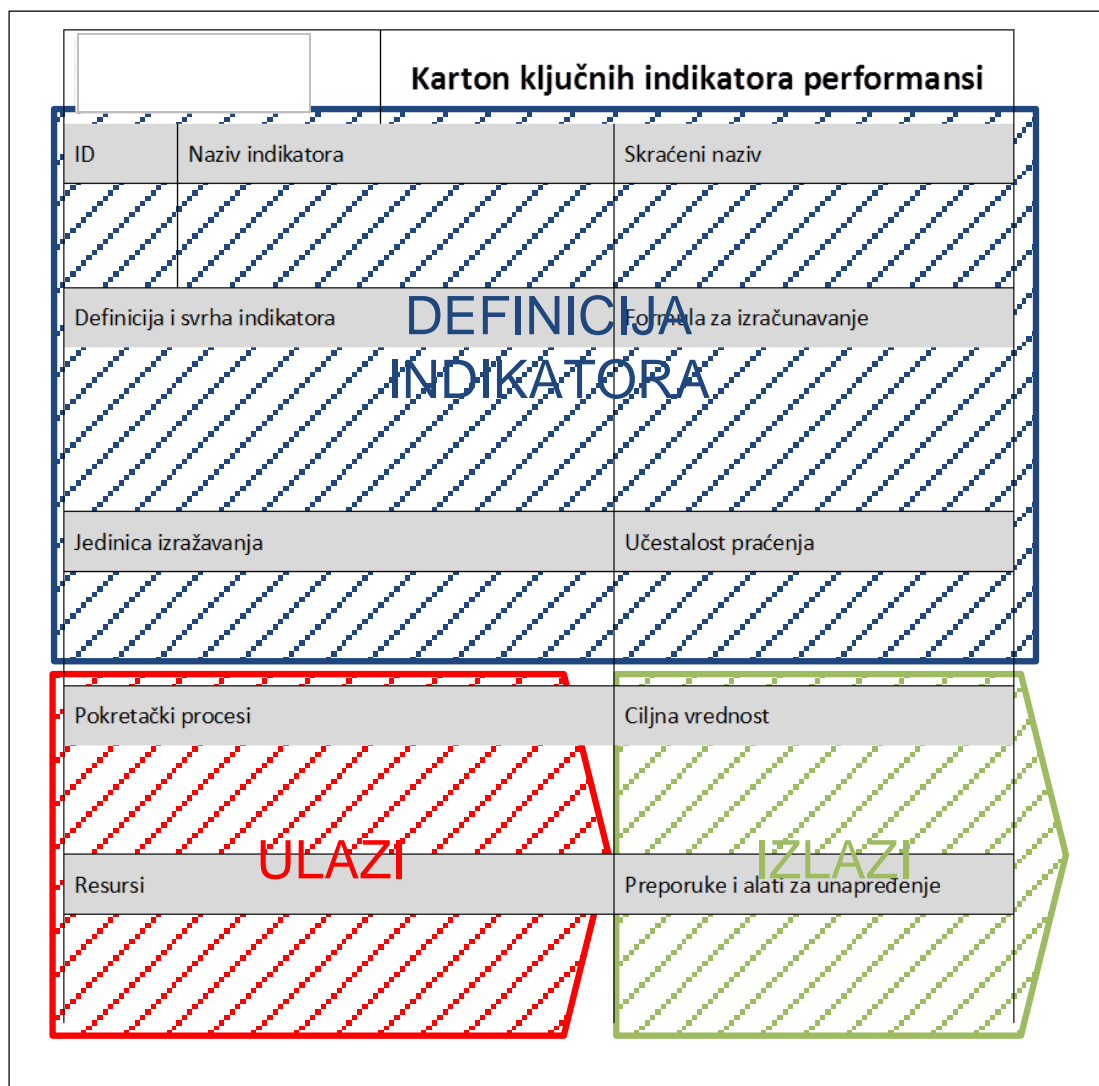 Karton ključnih indikatora performansi
ID
Naziv indikatora
Skraćeni naziv
Definicija i svrha indikatora
Formula za izračunavanje
DEFINICIJA
INDIKATORA
Jedinica izražavanja
Učestalost praćenja
Pokretački procesi
Ciljna vrednost
ULAZI
IZLAZI
Resursi
Preporuke i alati za unapređenje